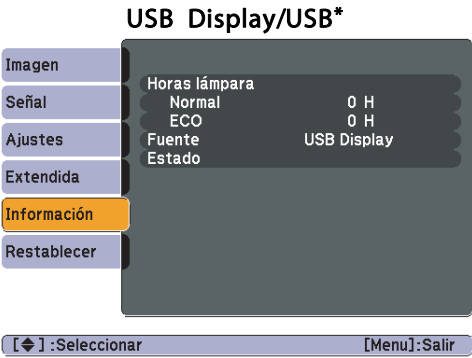 USB Display/USB*
Imagen
Señal
Ajustes
Extendida
Información
Restablecer
Horas lámpara
Normal 0 H
ECO 0 H
Fuente USB Display
Estado
[◆] :Seleccionar [Menu]:Salir